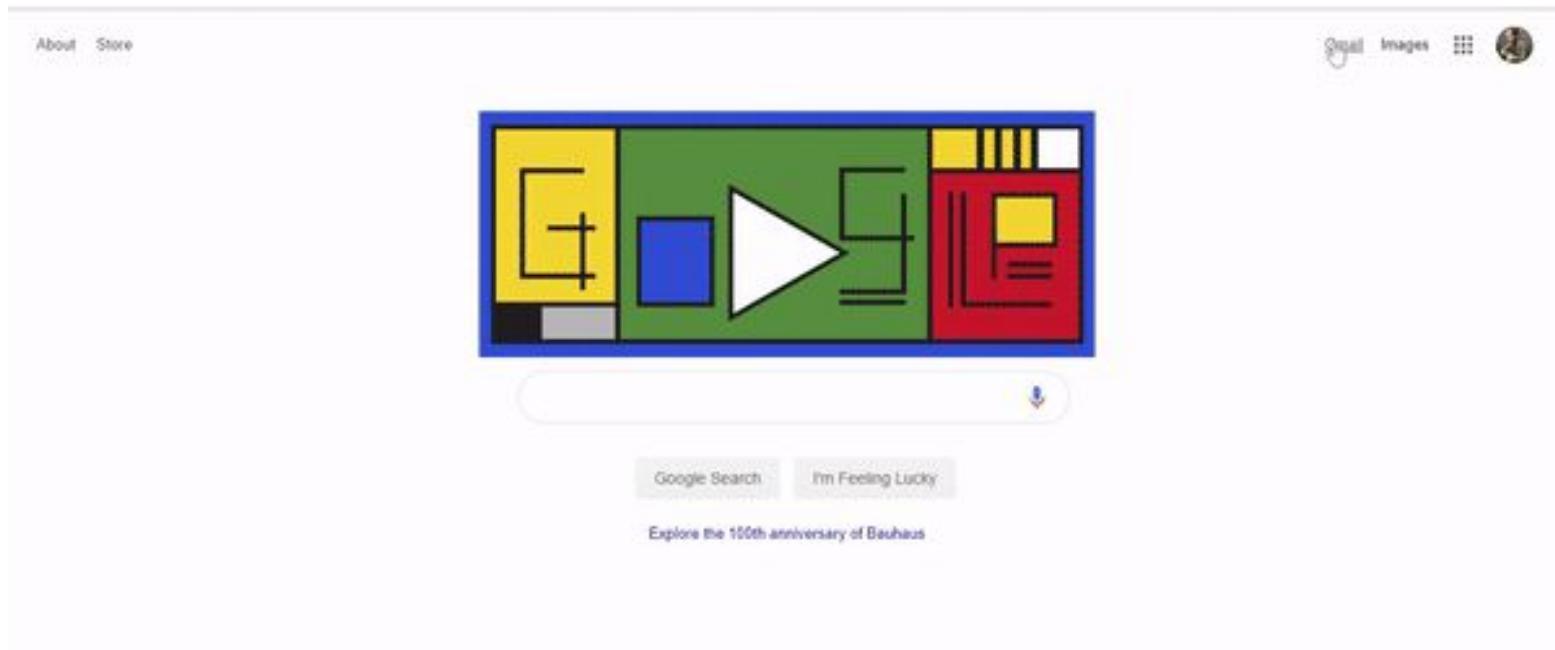 About Store
Gmail Images
Google Search I'm Feeling Lucky
Explore the 100th anniversary of Bauhaus